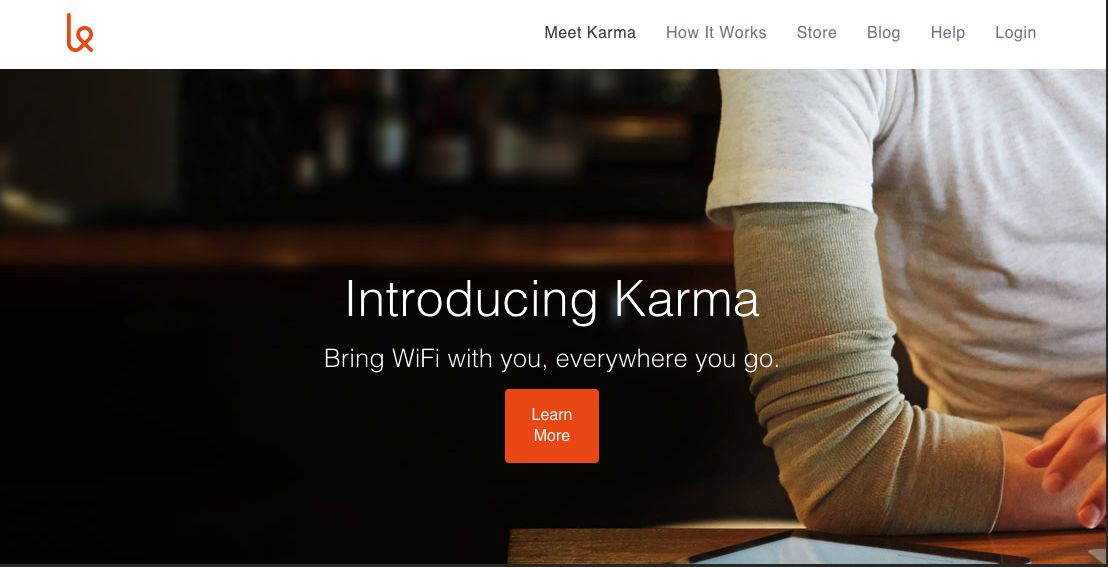 Meet Karma How It Works Store Blog Help Login
Introducing Karma
Bring WiFi with you, everywhere you go.
Learn
More